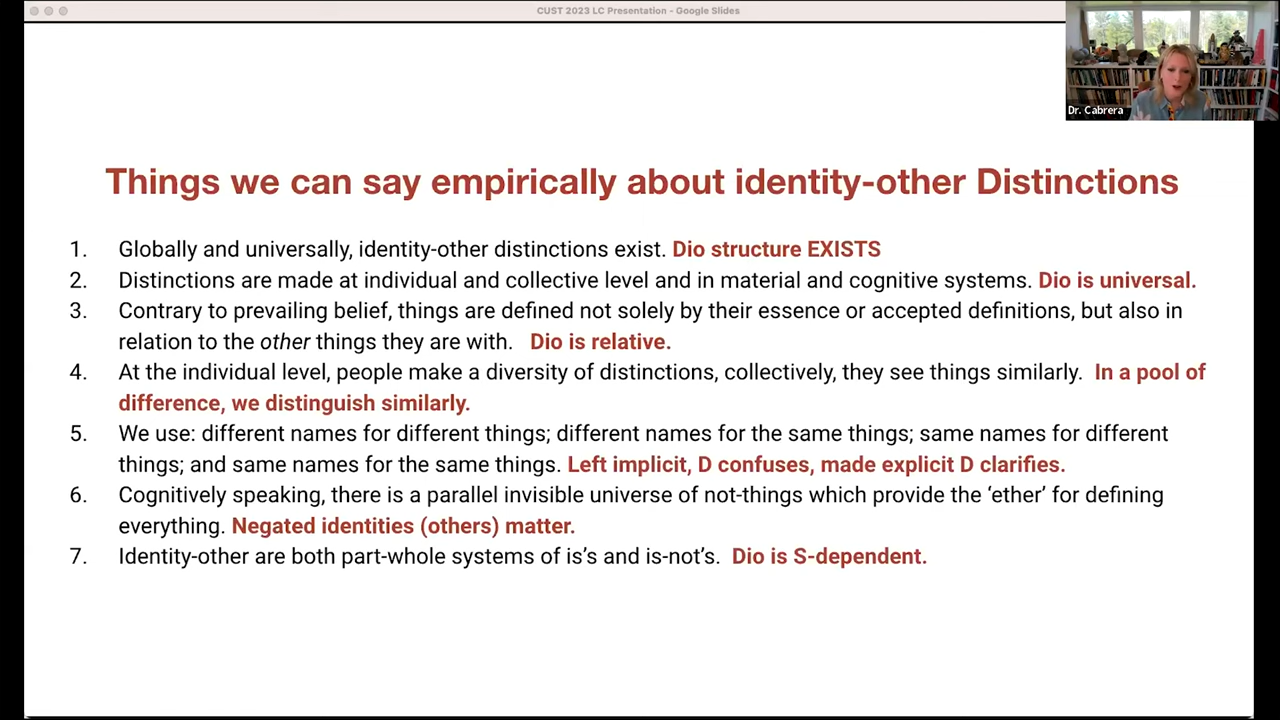 CUST 2023 LC Presentation - Google Slides
Dr. Cabrera
Things we can say empirically about identity-other Distinctions
1. Globally and universally, identity-other distinctions exist. Dio structure EXISTS
2. Distinctions are made at individual and collective level and in material and cognitive systems. Dio is universal.
3. Contrary to prevailing belief, things are defined not solely by their essence or accepted definitions, but also in
relation to the other things they are with. Dio is relative.
4. At the individual level, people make a diversity of distinctions, collectively, they see things similarly. In a pool of
difference, we distinguish similarly.
5. We use: different names for different things; different names for the same things; same names for different
things; and same names for the same things. Left implicit, D confuses, made explicit D clarifies.
6. Cognitively speaking, there is a parallel invisible universe of not-things which provide the ‘ether’ for defining
everything. Negated identities (others) matter.
7. Identity-other are both part-whole systems of is’s and is-not’s. Dio is S-dependent.